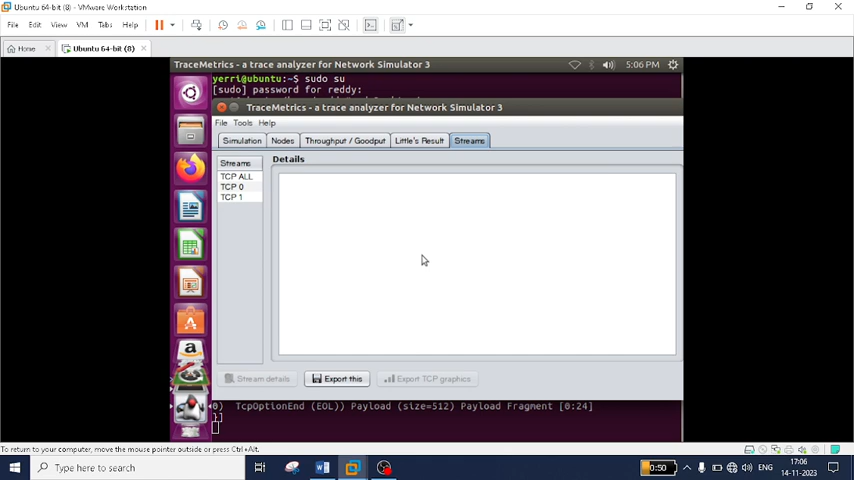 Ubuntu 64-bit (8) - VMware Workstation
File Edit View VM Tabs Help
Home
Ubuntu 64-bit (8)
TraceMetrics - a trace analyzer for Network Simulator 3
5:06 PM
yerrl@ubuntu:~$ sudo su
[sudo] password for reddy:
TraceMetrics - a trace analyzer for Network Simulator 3
File Tools Help
Simulation Nodes Throughput / Goodput Little's Result Streams
Streams
TCP ALL
TCP 0
TCP 1
Details
Stream details Export this Export TCP graphics
0) TcpOptionEnd (EOL)) Payload (size=512) Payload Fragment [0:24]
}]
To return to your computer, move the mouse pointer outside or press Ctrl+Alt.
Type here to search
0:50
ENG
17:06
14-11-2023